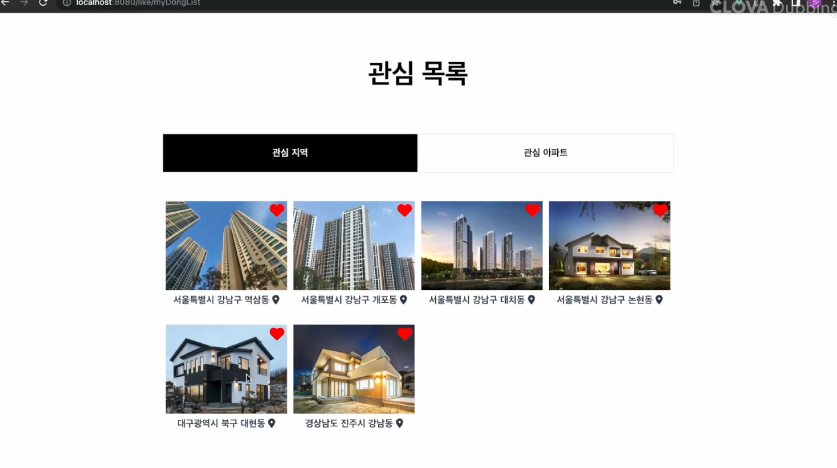 localhost:8080/like/myDongList
CLOVA Dubbing
관심 목록
관심 지역
관심 아파트
서울특별시 강남구 역삼동
서울특별시 강남구 개포동
서울특별시 강남구 대치동
서울특별시 강남구 논현동
대구광역시 북구 대현동
경상남도 진주시 강남동